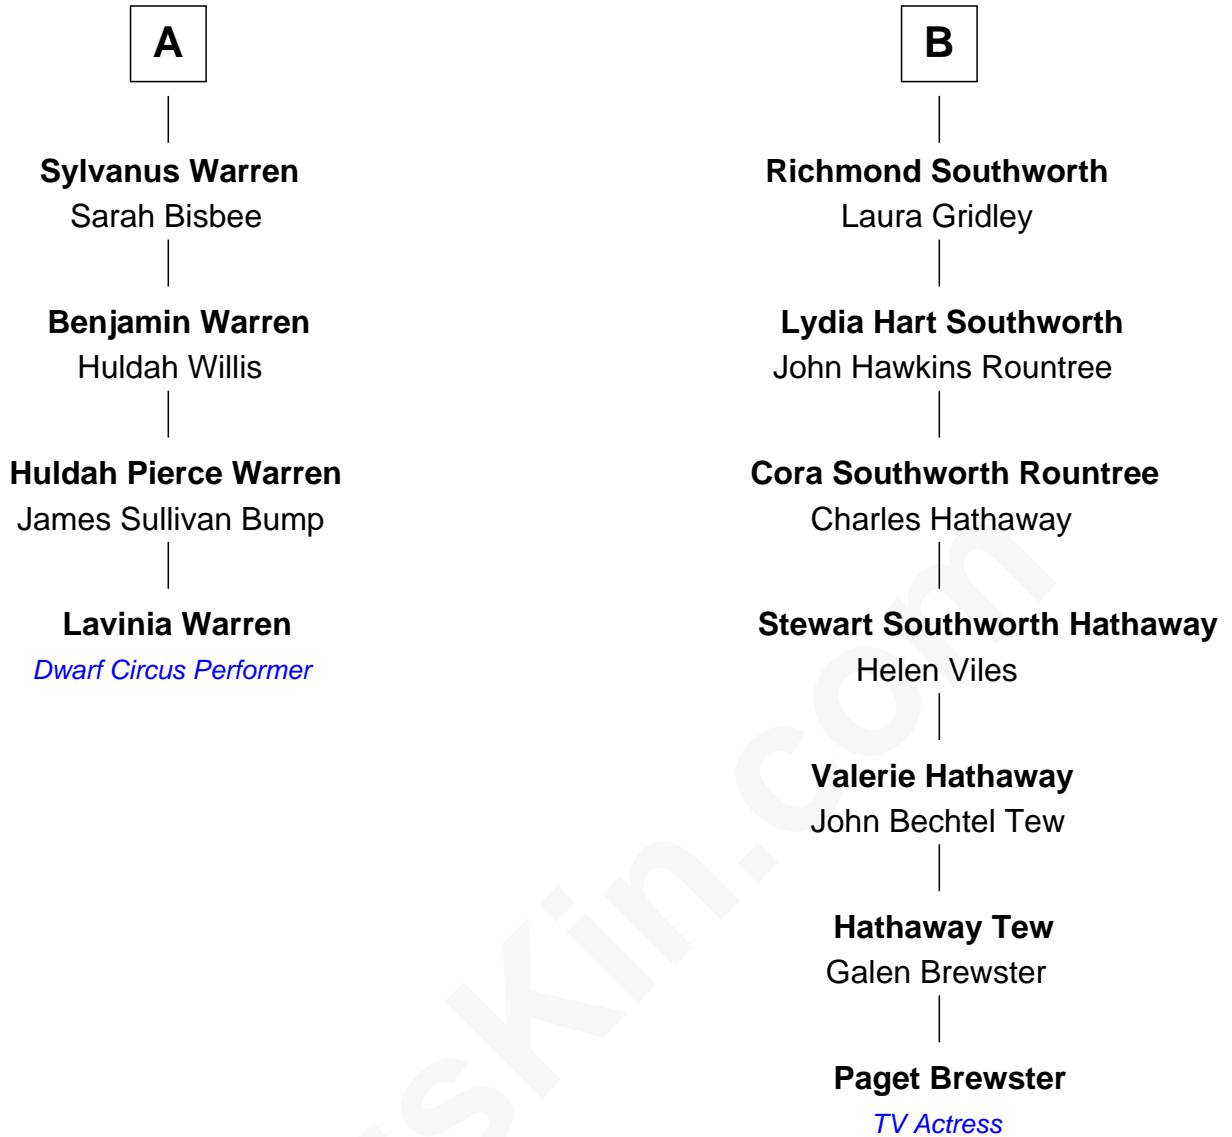 A
Sylvanus Warren
Sarah Bisbee
Benjamin Warren
Huldah Willis
Huldah Pierce Warren
James Sullivan Bump
Lavinia Warren
Dwarf Circus Performer
B
Richmond Southworth
Laura Gridley
Lydia Hart Southworth
John Hawkins Rountree
Cora Southworth Rountree
Charles Hathaway
Stewart Southworth Hathaway
Helen Viles
Valerie Hathaway
John Bechtel Tew
Hathaway Tew
Galen Brewster
Paget Brewster
TV Actress
sKin.com